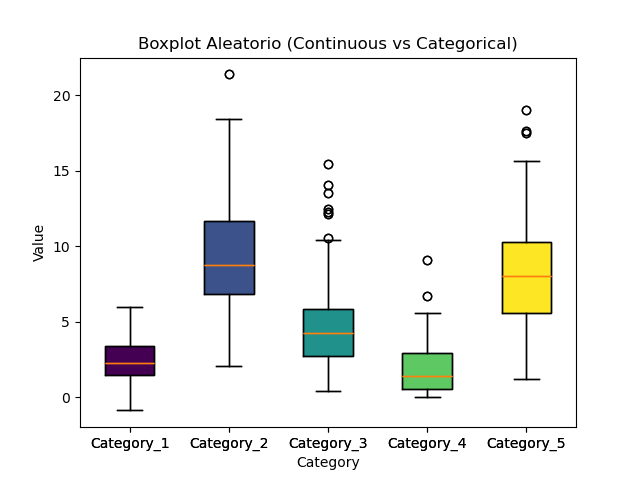 Boxplot Aleatorio (Continuous vs Categorical)
20
15
10
5
0
Value
Category_1 Category_2 Category_3 Category_4 Category_5
Category